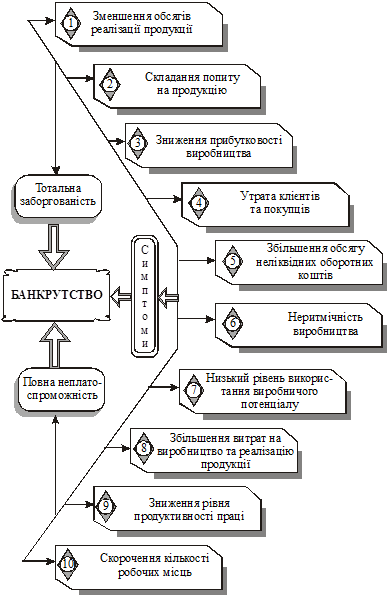 1
Зменшення обсягів
реалізації продукції
2
Складання попиту
на продукцію
3
Зниження прибутковості
виробництва
4
Утрата клієнтів
та покупців
5
Збільшення обсягу
неліквідних оборотних
коштів
6
Неритмічність
виробництва
7
Низький рівень викорис-
тання виробничого
потенціалу
8
Збільшення витрат на
виробництво та реалізацію
продукції
9
Зниження рівня
продуктивності праці
10
Скорочення кількості
робочих місць
Тотальна
заборгованість
БАНКРУТСТВО
Повна неплато-
спроможність
Симптоми